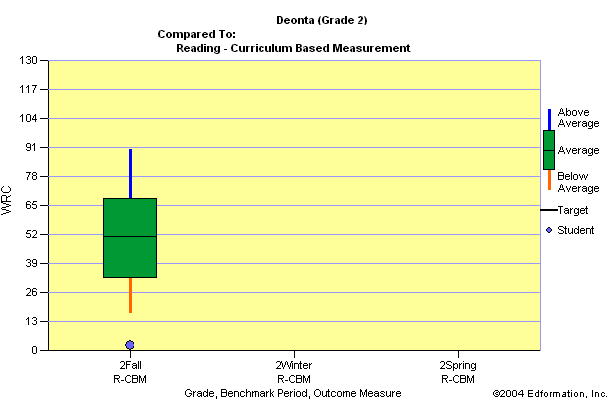 Deonta (Grade 2)
Compared To:
Reading - Curriculum Based Measurement
130
117
104
91
78
65
52
39
26
13
0
WRC
2Fall
R-CBM
2Winter
R-CBM
2Spring
R-CBM
Grade, Benchmark Period, Outcome Measure
Above
Average
Average
Below
Average
Target
Student
©2004 Edformation, Inc.